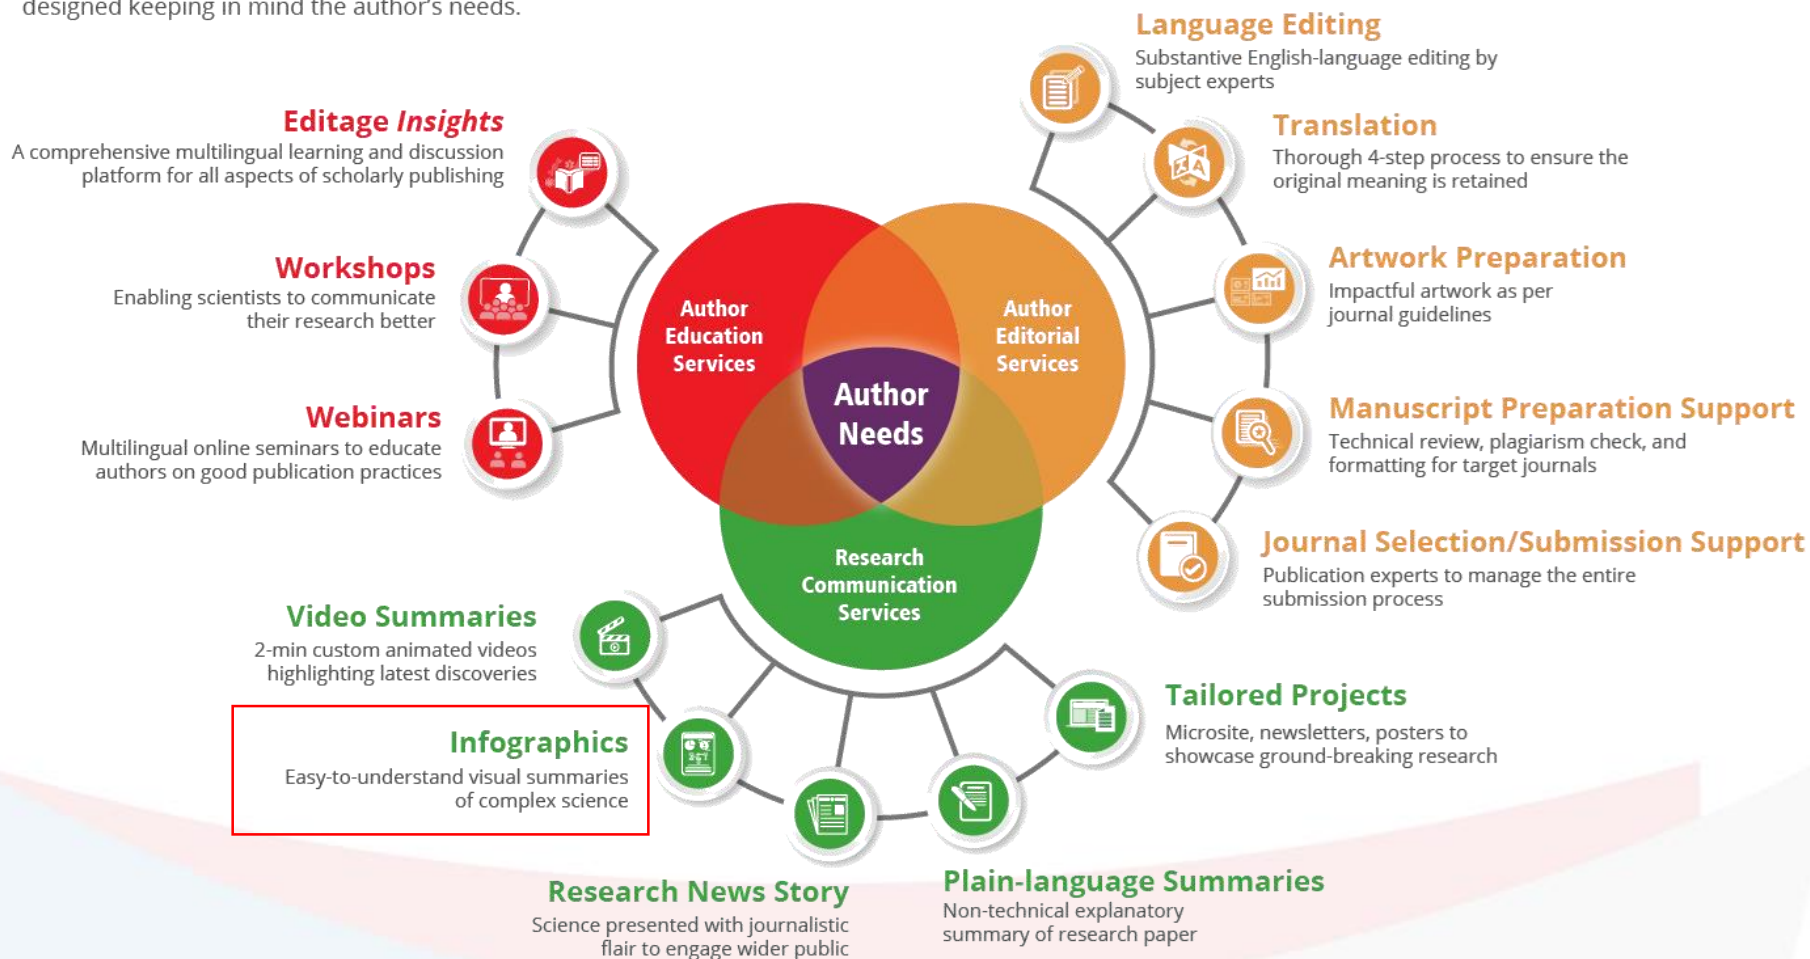 designed keeping in mind the author's needs.
Editage Insights
A comprehensive multilingual learning and discussion
platform for all aspects of scholarly publishing
Workshops
Enabling scientists to communicate
their research better
Webinars
Multilingual online seminars to educate
authors on good publication practices
Author
Education
Services
Author
Editorial
Services
Author
Needs
Research
Communication
Services
Language Editing
Substantive English-language editing by
subject experts
Translation
Thorough 4-step process to ensure the
original meaning is retained
Artwork Preparation
Impactful artwork as per
journal guidelines
Manuscript Preparation Support
Technical review, plagiarism check, and
formatting for target journals
Journal Selection/Submission Support
Publication experts to manage the entire
submission process
Video Summaries
2-min custom animated videos
highlighting latest discoveries
Infographics
Easy-to-understand visual summaries
of complex science
Research News Story
Science presented with journalistic
flair to engage wider public
Plain-language Summaries
Non-technical explanatory
summary of research paper
Tailored Projects
Microsite, newsletters, posters to
showcase ground-breaking research